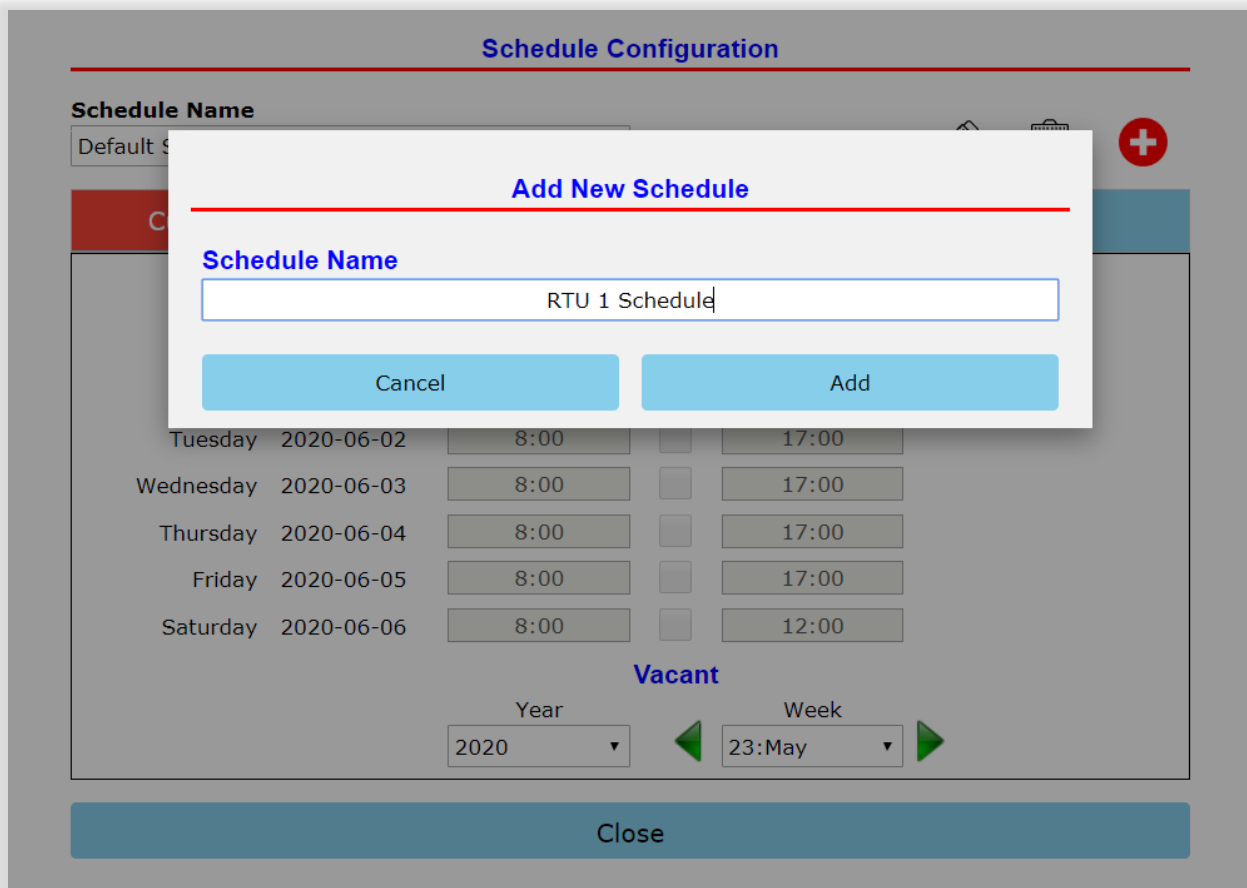 Schedule Configuration
Schedule Name
Default
Add New Schedule
Schedule Name
RTU 1 Schedule
Cancel Add
Tuesday 2020-06-02 8:00 17:00
Wednesday 2020-06-03 8:00 17:00
Thursday 2020-06-04 8:00 17:00
Friday 2020-06-05 8:00 17:00
Saturday 2020-06-06 8:00 12:00
Vacant
Year Week
2020 23:May
Close